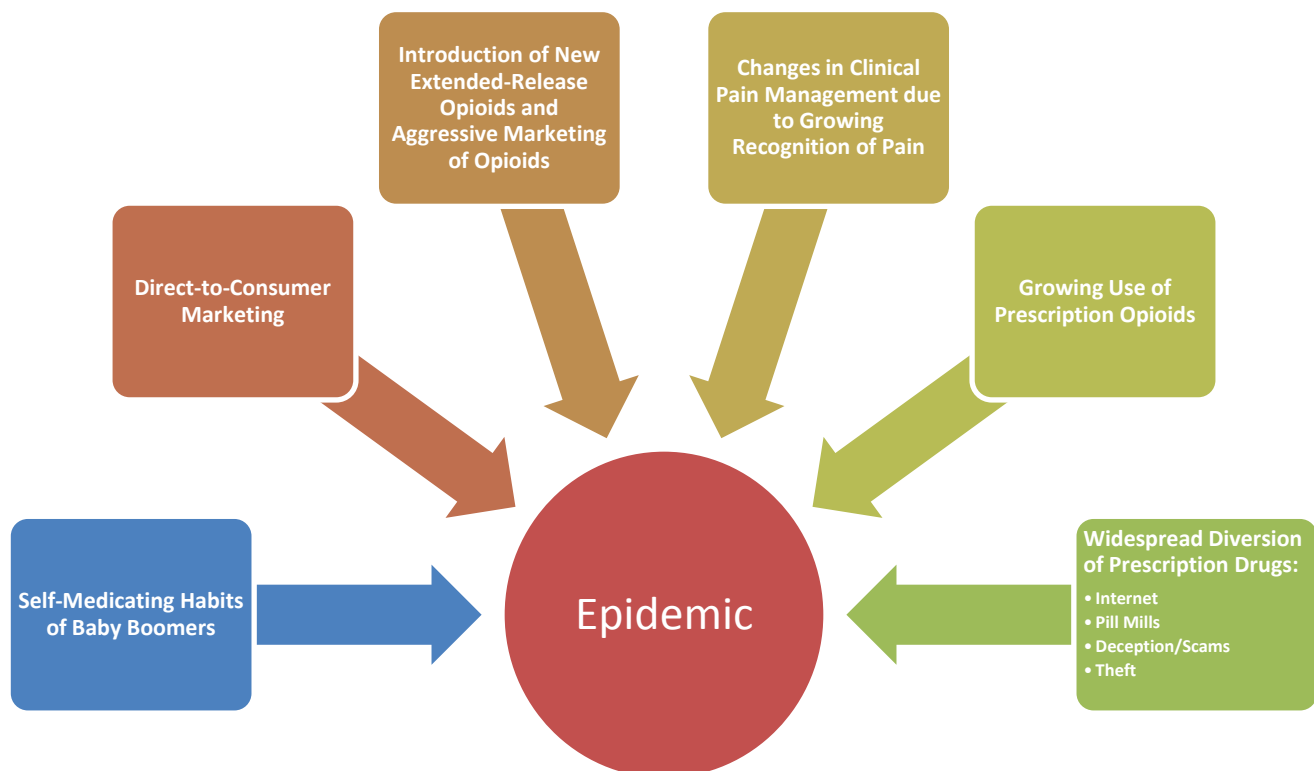 Introduction of New
Extended-Release
Opioids and
Aggressive Marketing
of Opioids
Changes in Clinical
Pain Management due
to Growing
Recognition of Pain
Direct-to-Consumer
Marketing
Growing Use of
Prescription Opioids
Self-Medicating Habits
of Baby Boomers
Epidemic
Widespread Diversion
of Prescription Drugs:
• Internet
• Pill Mills
• Deception/Scams
• Theft